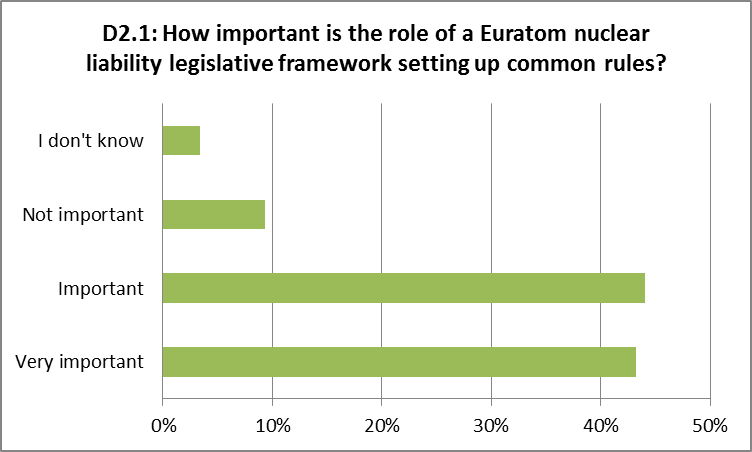 D2.1: How important is the role of a Euratom nuclear
liability legislative framework setting up common rules?
I don't know
Not important
Important
Very important
0%
10%
20%
30%
40%
50%